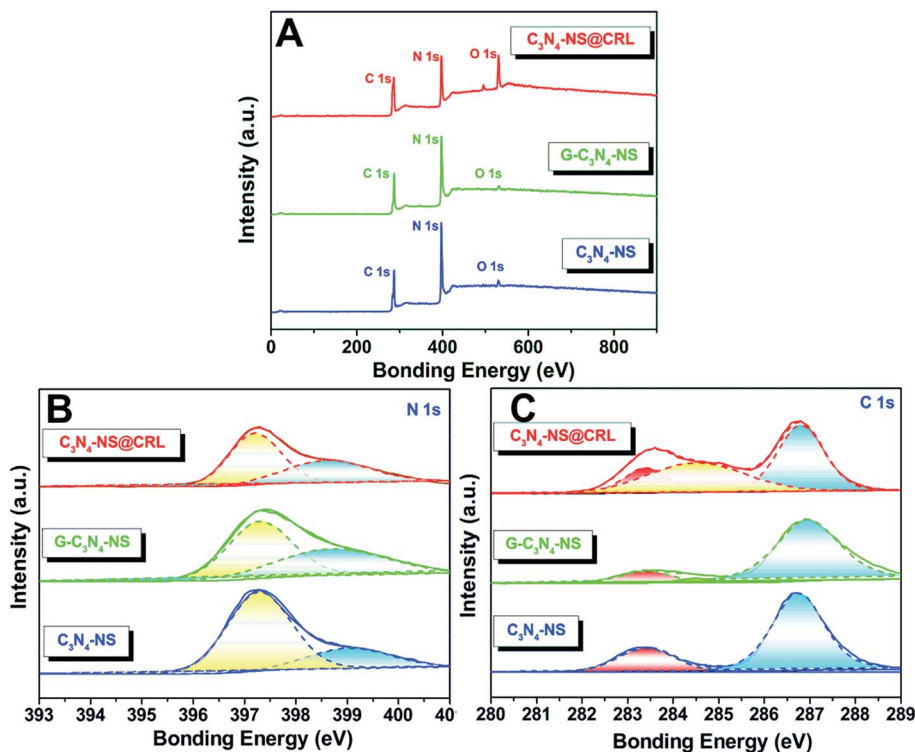 A
C₃N₄-NS@CRL
C 1s
N 1s
O 1s
G-C₃N₄-NS
C 1s
N 1s
O 1s
C₃N₄-NS
C 1s
N 1s
O 1s
Intensity (a.u.)
0 200 400 600 800
Bonding Energy (eV)
B
N 1s
C₃N₄-NS@CRL
G-C₃N₄-NS
C₃N₄-NS
Intensity (a.u.)
393 394 395 396 397 398 399 400 40
Bonding Energy (eV)
C
C 1s
C₃N₄-NS@CRL
G-C₃N₄-NS
C₃N₄-NS
Intensity (a.u.)
280 281 282 283 284 285 286 287 288 289
Bonding Energy (eV)